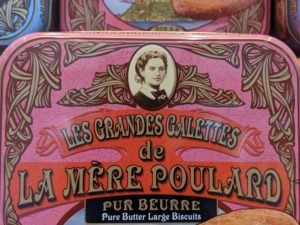 LES GRANDES GALETTES
de
LA MÈRE POULARD
PUR BEURRE
Pure Butter Large Biscuits